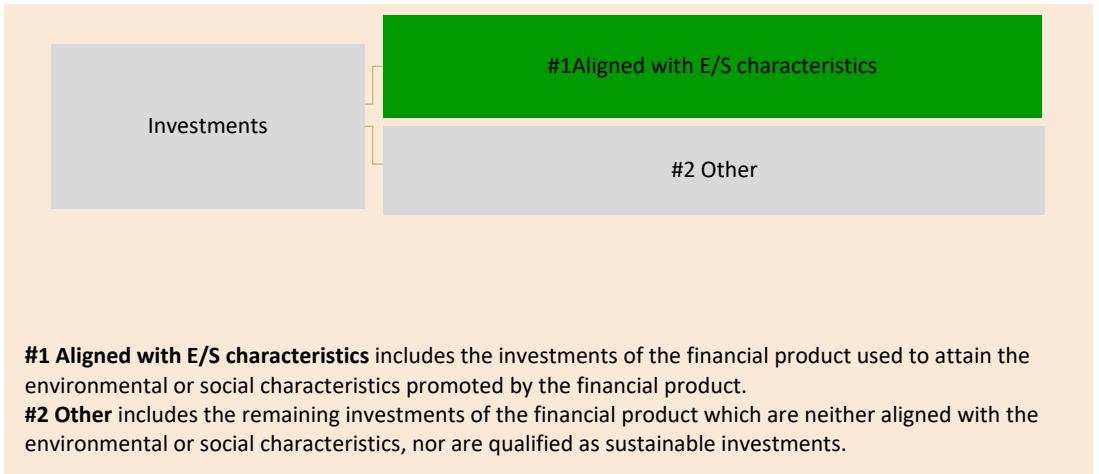 #1Aligned with E/S characteristics
Investments
#2 Other
#1 Aligned with E/S characteristics includes the investments of the financial product used to attain the
environmental or social characteristics promoted by the financial product.
#2 Other includes the remaining investments of the financial product which are neither aligned with the
environmental or social characteristics, nor are qualified as sustainable investments.